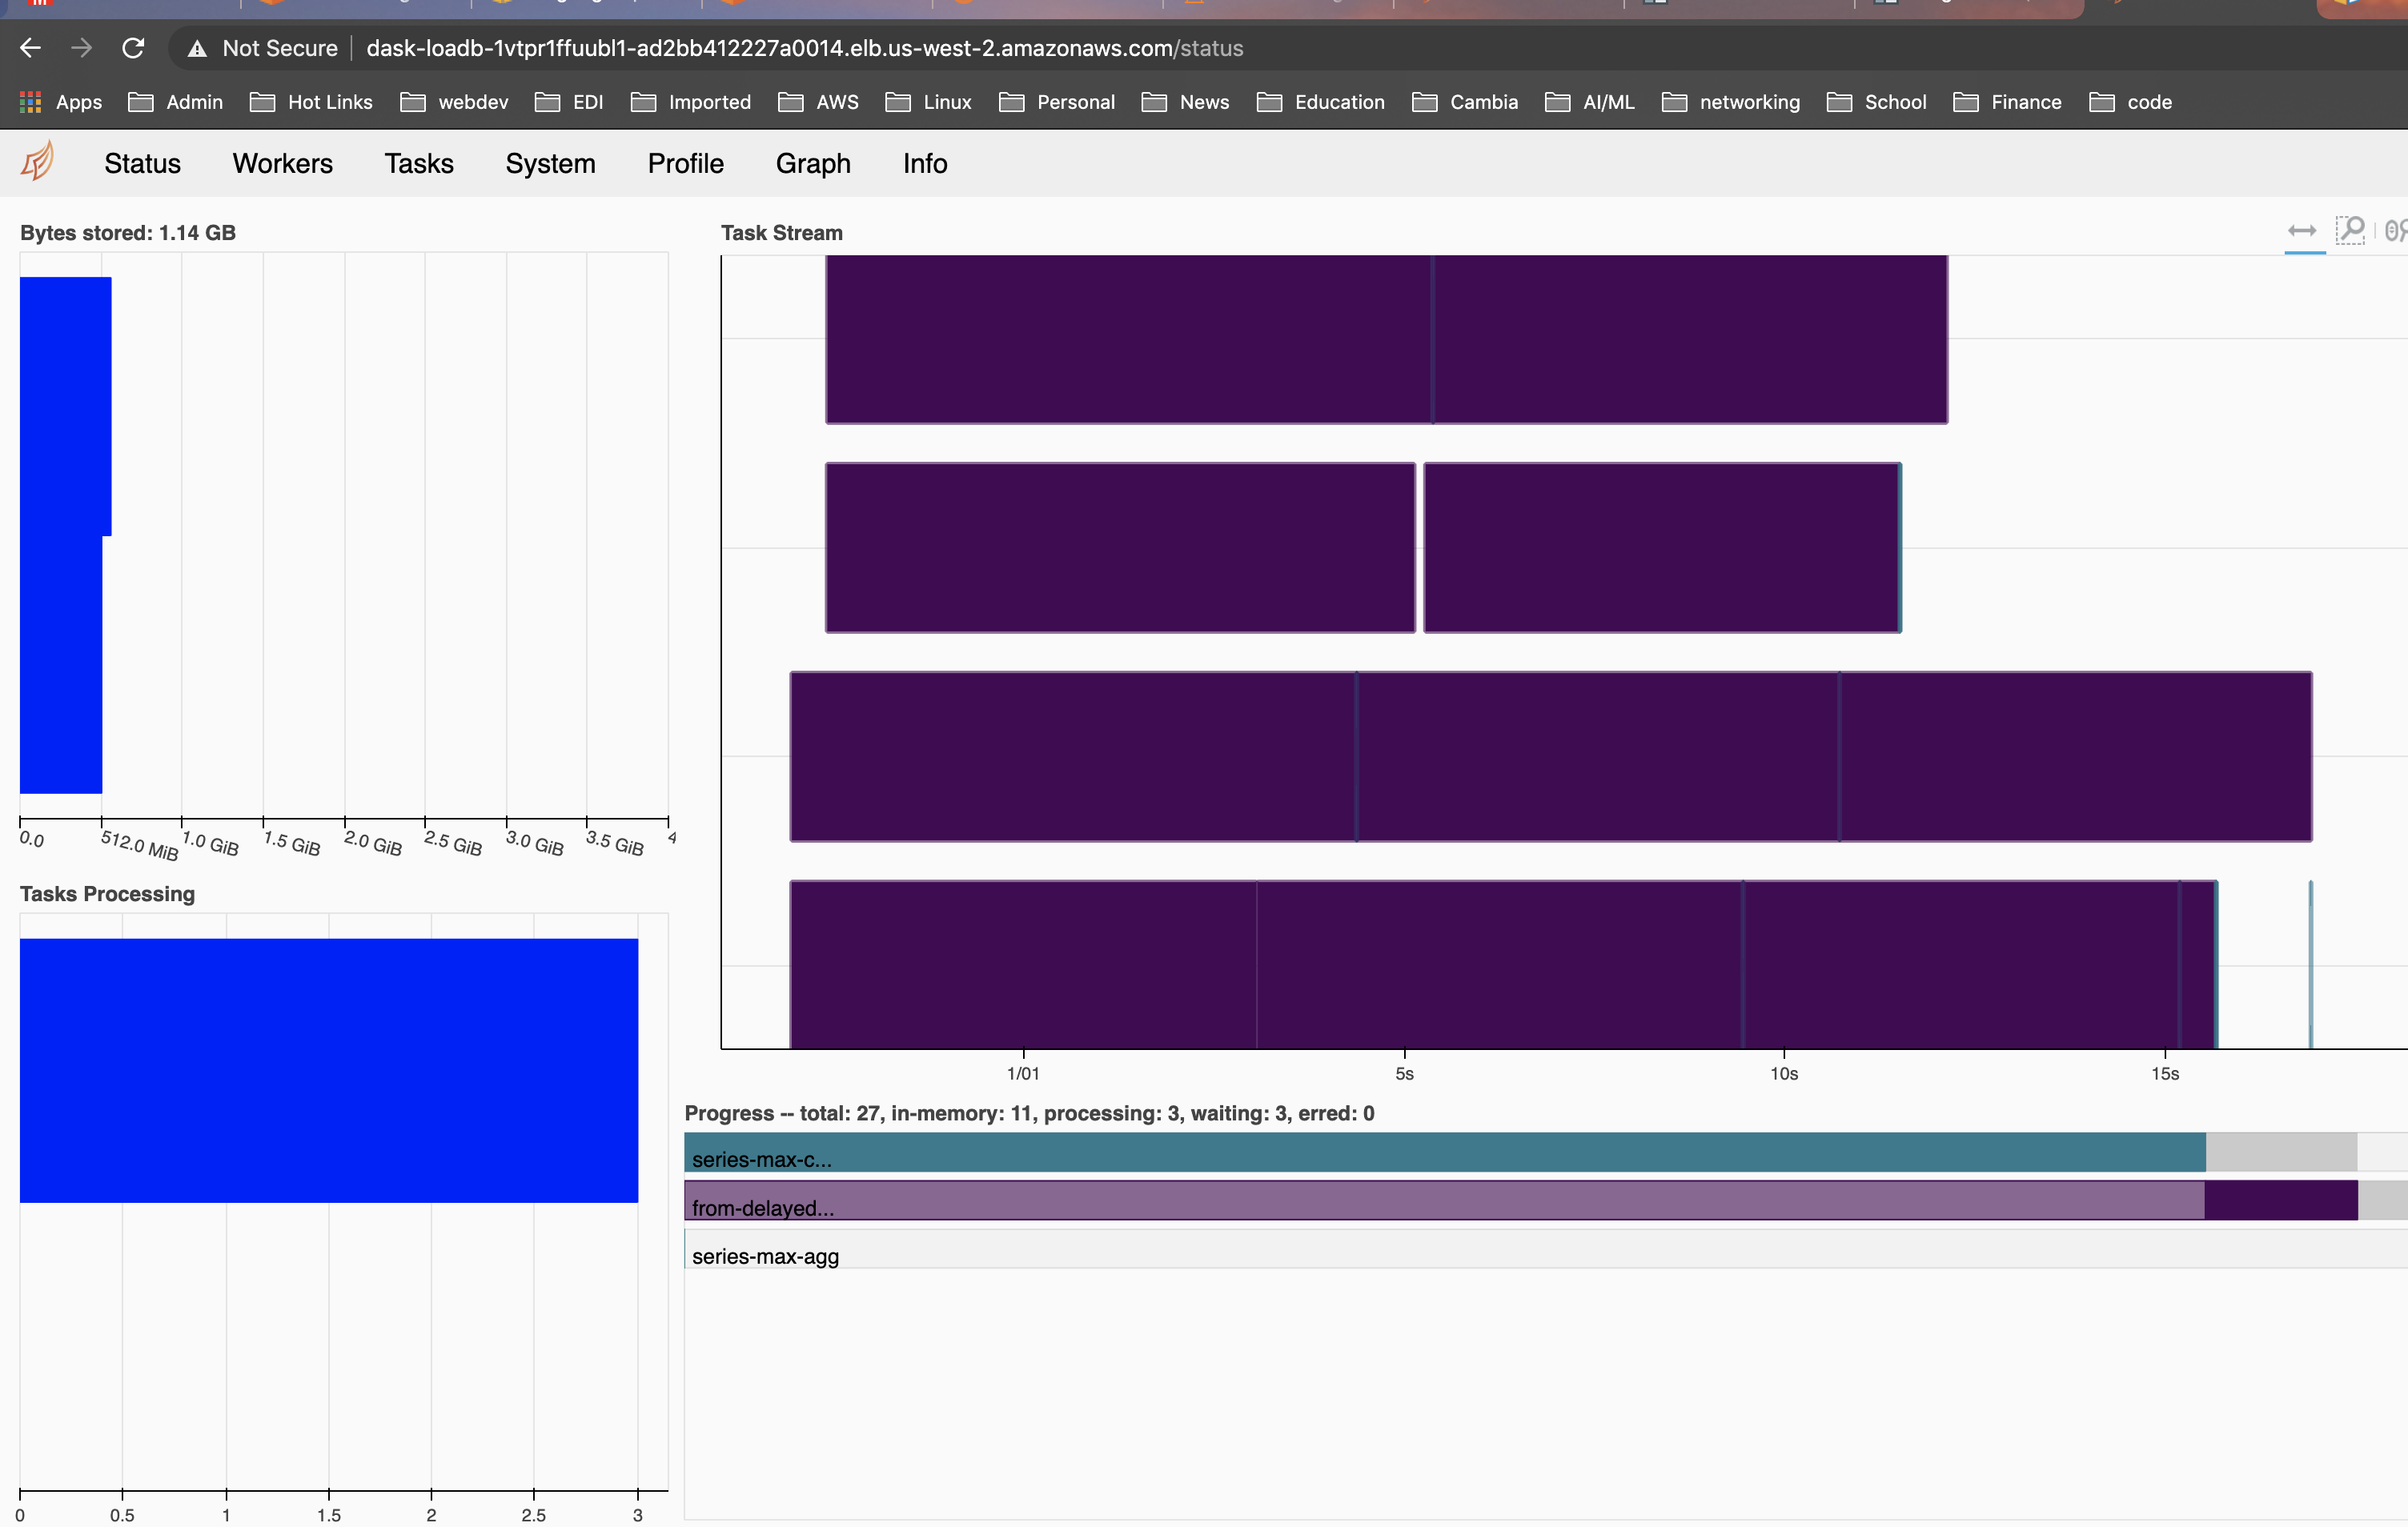 Not Secure | dask-loadb-1vtpr1ffuubl1-ad2bb412227a0014.elb.us-west-2.amazonaws.com/status
Apps Admin Hot Links webdev EDI Imported AWS Linux Personal News Education Cambia AI/ML networking School Finance code
Status Workers Tasks System Profile Graph Info
Bytes stored: 1.14 GB
0.0 512.0 MiB 1.0 GiB 1.5 GiB 2.0 GiB 2.5 GiB 3.0 GiB 3.5 GiB 4
Tasks Processing
0 0.5 1 1.5 2 2.5 3
Task Stream
1/01 5s 10s 15s
Progress -- total: 27, in-memory: 11, processing: 3, waiting: 3, erred: 0
series-max-c...
from-delayed...
series-max-agg